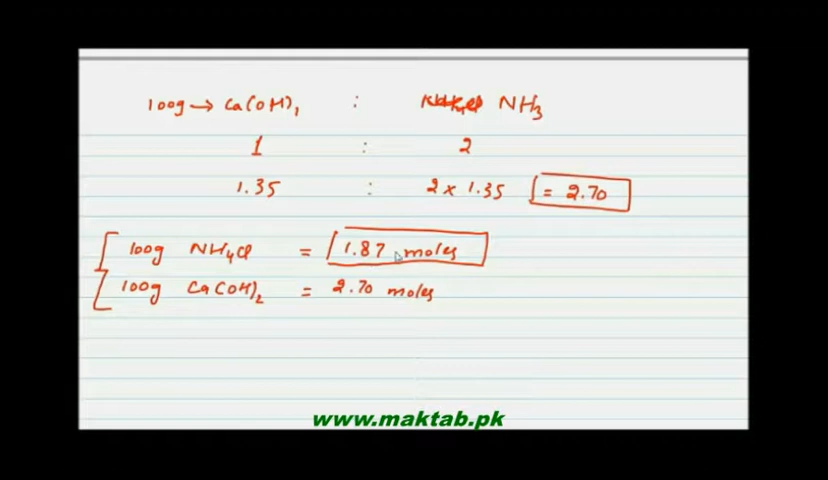 100g → Ca(OH)₂ : NH₃
1 : 2
1.35 : 2 x 1.35 = 2.70
100g NH₄Cl = 1.87 moles
100g Ca(OH)₂ = 2.70 moles
www.maktab.pk